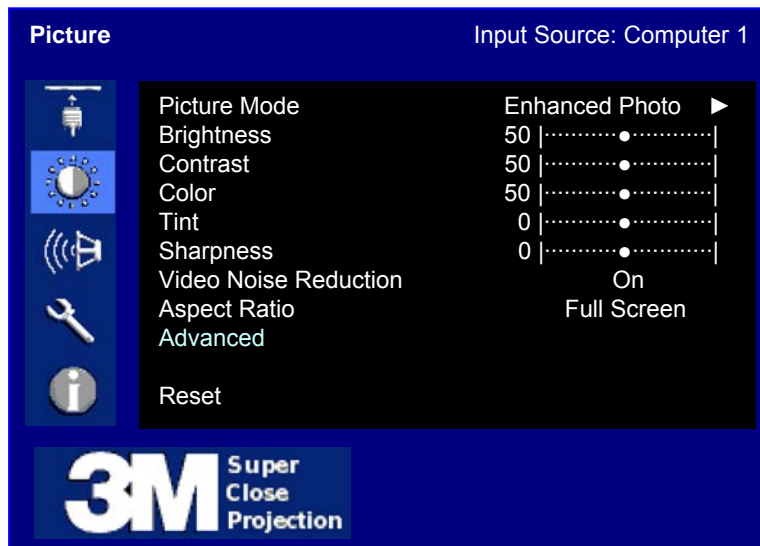 Picture Input Source: Computer 1
Picture Mode Enhanced Photo ►
Brightness 50
Contrast 50
Color 50
Tint 0
Sharpness 0
Video Noise Reduction On
Aspect Ratio Full Screen
Advanced
Reset
3M Super
Close
Projection